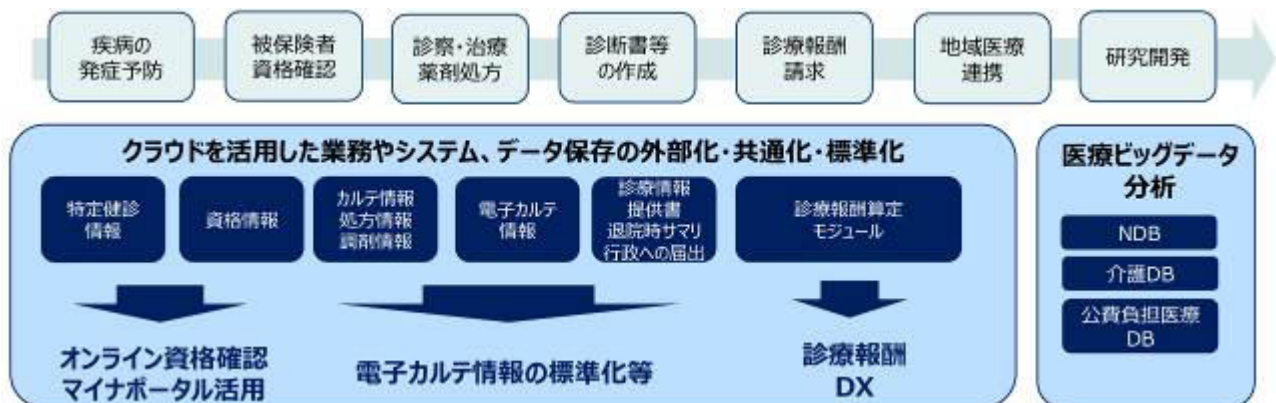 疾病の
発症予防
被保険者
資格確認
診察・治療
薬剤処方
診断書等
の作成
診療報酬
請求
地域医療
連携
研究開発
クラウドを活用した業務やシステム、データ保存の外部化・共通化・標準化
特定健診
情報
資格情報
カルテ情報
処方情報
調剤情報
電子カルテ
情報
診療情報
提供書
退院時サマリ
行政への届出
診療報酬算定
モジュール
オンライン資格確認
マイナポータル活用
電子カルテ情報の標準化等
診療報酬
DX
医療ビッグデータ
分析
NDB
介護DB
公費負担医療
DB